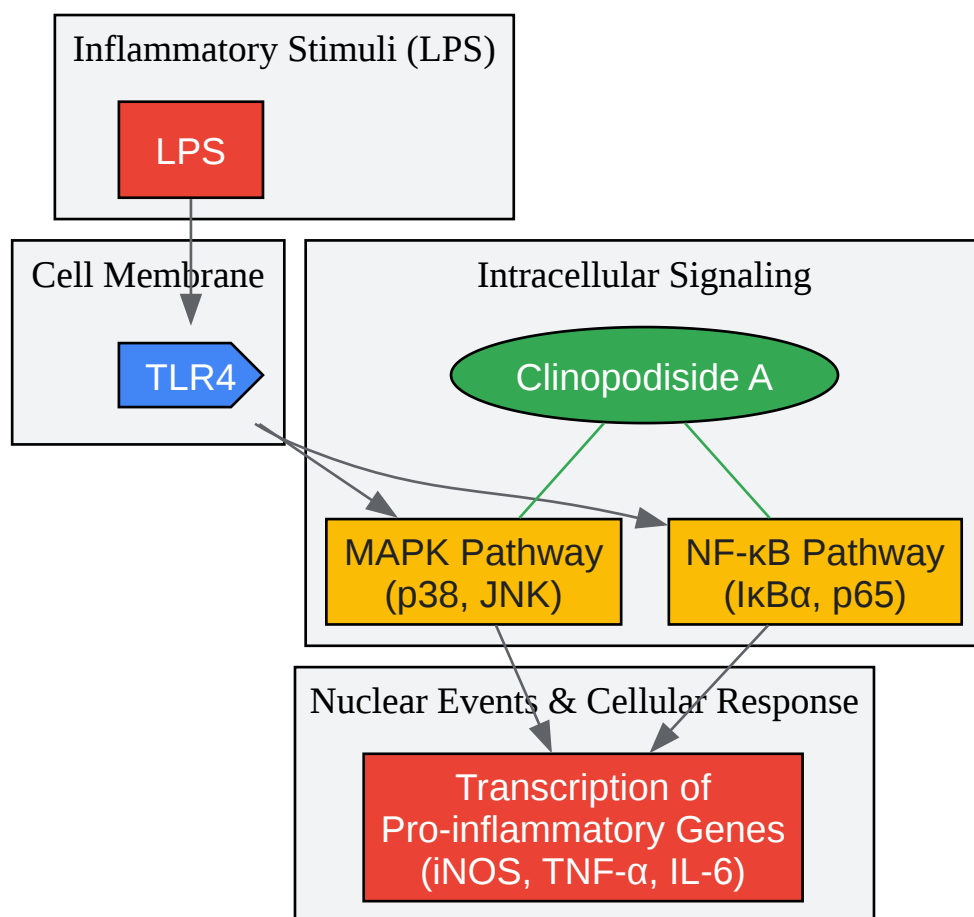 Inflammatory Stimuli (LPS)
LPS
Cell Membrane
TLR4
Intracellular Signaling
Clinopodiside A
MAPK Pathway
(p38, JNK)
NF-κB Pathway
(IκBα, p65)
Nuclear Events & Cellular Response
Transcription of
Pro-inflammatory Genes
(iNOS, TNF-α, IL-6)